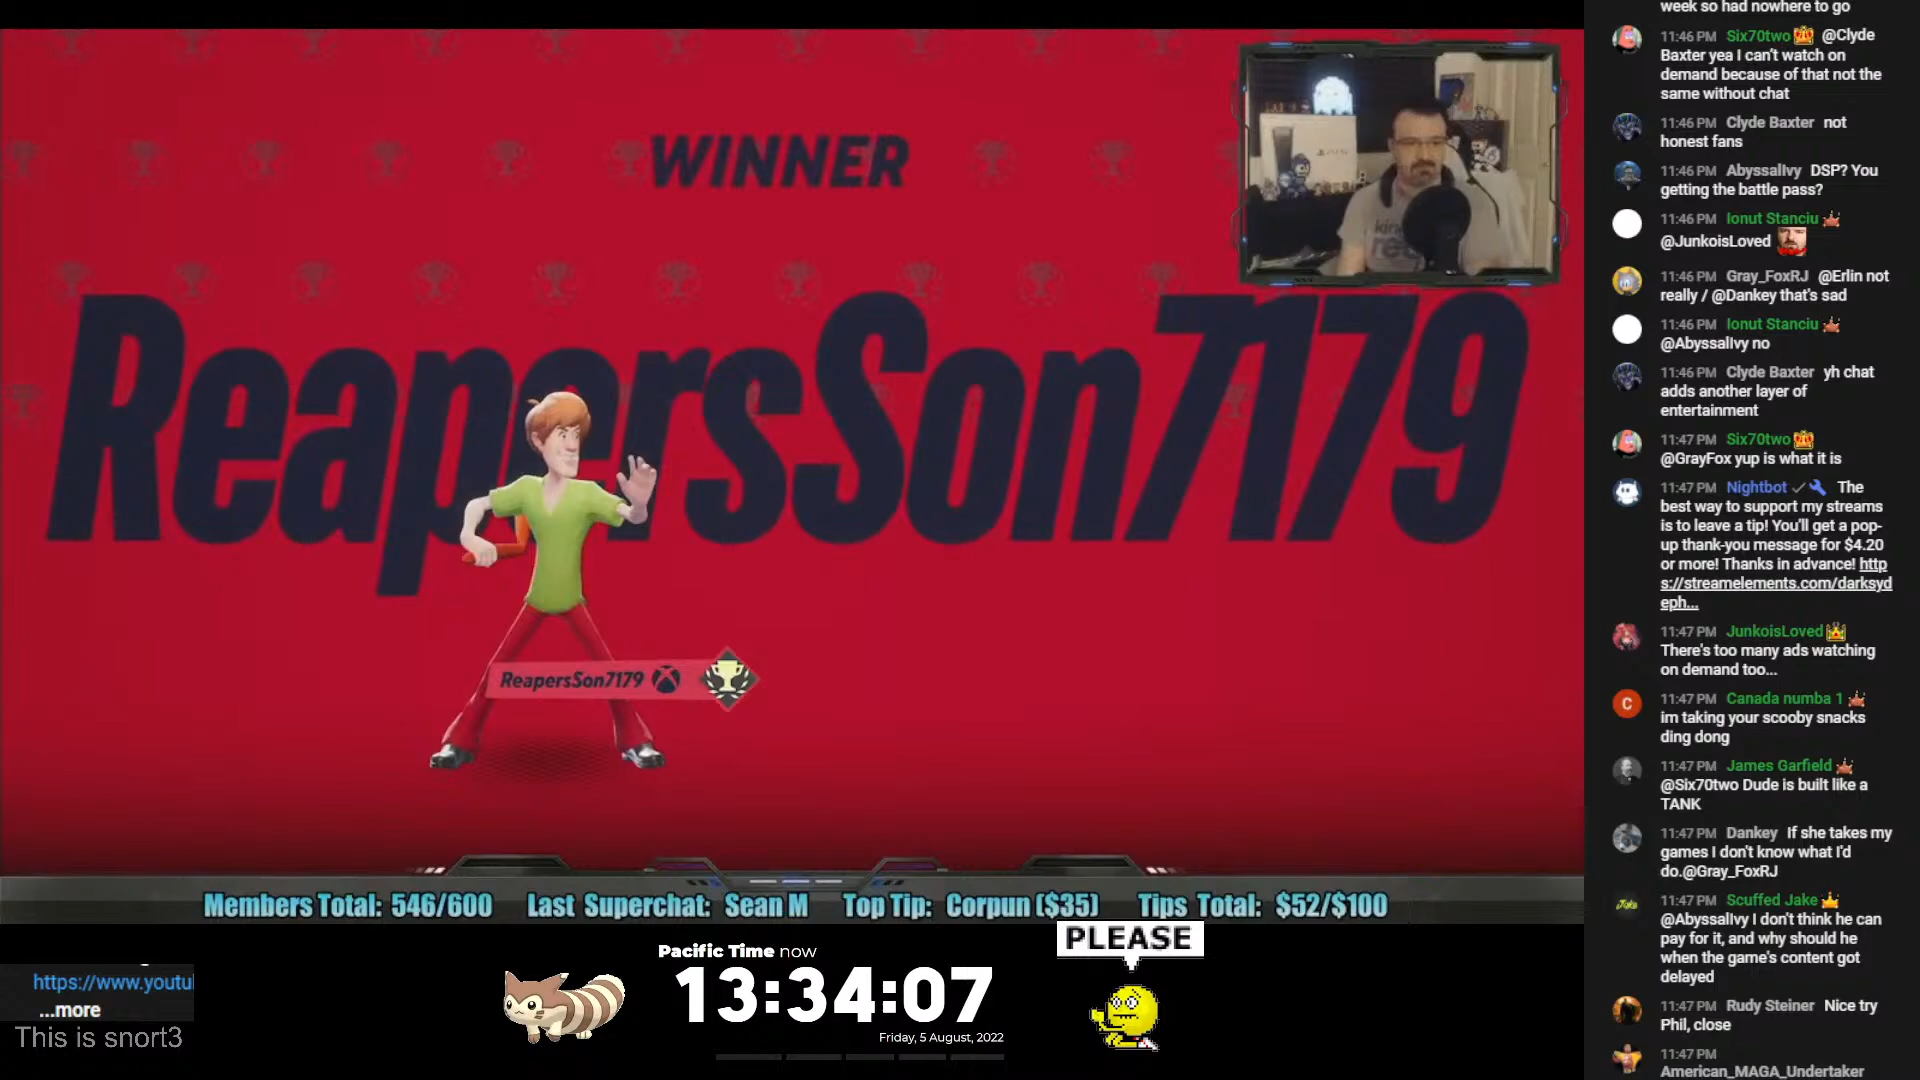 WINNER
ReapersSon7179
ReapersSon7179
Members Total: 546/600 Last Superchat: Sean M Top Tip: Corpun ($35) Tips Total: $52/$100
PLEASE
Pacific Time now
13:34:07
Friday, 5 August, 2022
https://www.youtu
...more
This is snort3
week so had nowhere to go
11:46 PM Six70two @Clyde
Baxter yea I can't watch on
demand because of that not the
same without chat
11:46 PM Clyde Baxter not
honest fans
11:46 PM AbyssalIvy DSP? You
getting the battle pass?
11:46 PM Ionut Stanciu
@JunkoisLoved
11:46 PM Gray_FoxRJ @Erlin not
really / @Dankey that's sad
11:46 PM Ionut Stanciu
@AbyssalIvy no
11:46 PM Clyde Baxter yh chat
adds another layer of
entertainment
11:47 PM Six70two
@GrayFox yup is what it is
11:47 PM Nightbot The
best way to support my streams
is to leave a tip! You'll get a pop-
up thank-you message for $4.20
or more! Thanks in advance! http
s://streamelements.com/darksyd
eph...
11:47 PM JunkoisLoved
There's too many ads watching
on demand too...
C
11:47 PM Canada numba 1
im taking your scooby snacks
ding dong
11:47 PM James Garfield
@Six70two Dude is built like a
TANK
11:47 PM Dankey If she takes my
games I don't know what I'd
do.@Gray_FoxRJ
11:47 PM Scuffed Jake
@AbyssalIvy I don't think he can
pay for it, and why should he
when the game's content got
delayed
11:47 PM Rudy Steiner Nice try
Phil, close
11:47 PM
American_MAGA_Undertaker